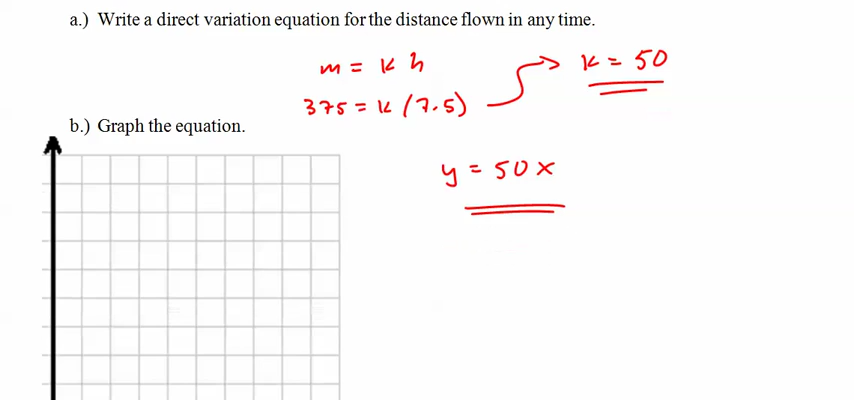 a.) Write a direct variation equation for the distance flown in any time.
m = k h
k = 50
375 = k (7.5)
b.) Graph the equation.
y = 50x